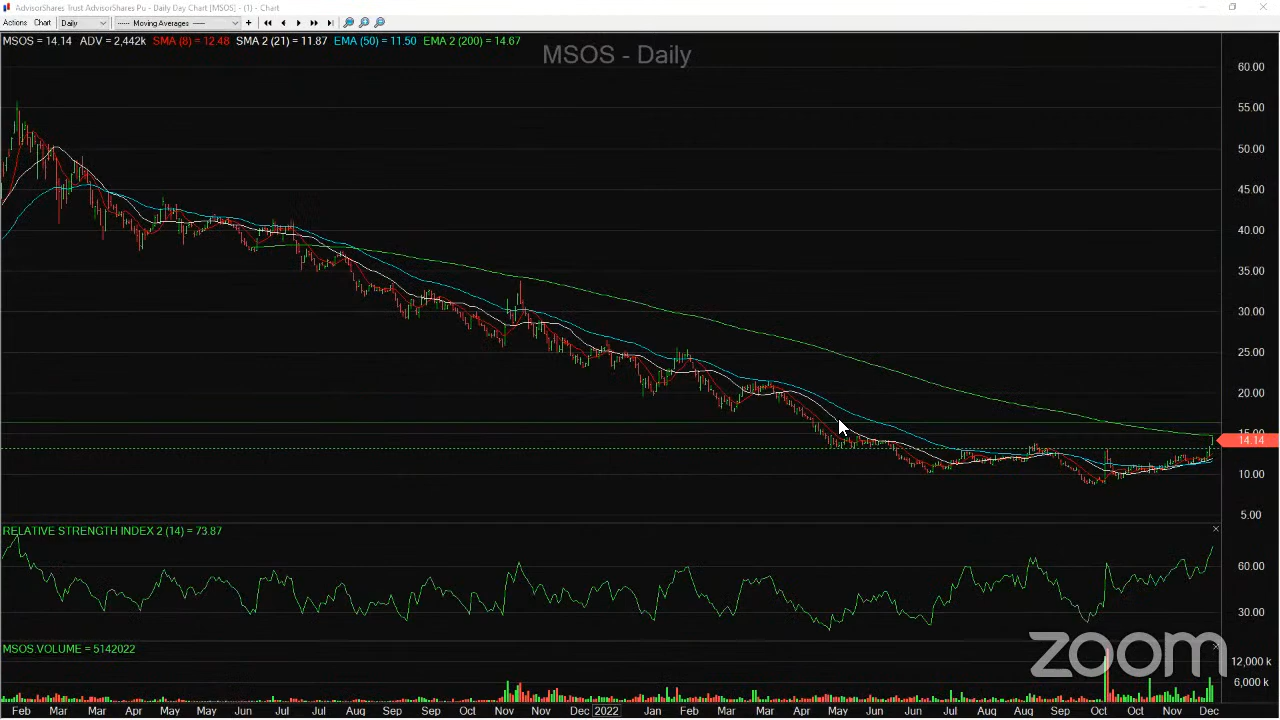 AdvisorShares Trust AdvisorShares Pu - Daily Day Chart [MSOS] - (1) - Chart
Actions Chart Daily Moving Averages
MSOS = 14.14 ADV = 2,442k SMA (8) = 12.48 SMA 2 (21) = 11.87 EMA (50) = 11.50 EMA 2 (200) = 14.67
MSOS - Daily
60.00
55.00
50.00
45.00
40.00
35.00
30.00
25.00
20.00
15.00
14.14
10.00
5.00
RELATIVE STRENGTH INDEX 2 (14) = 73.87
60.00
30.00
MSOS.VOLUME = 5142022
zoom
12,000 k
6,000 k
Feb Mar Mar Apr May May Jun Jul Jul Aug Sep Sep Oct Nov Nov Dec 2022 Jan Feb Mar Mar Apr May Jun Jun Jul Aug Aug Sep Oct Oct Nov Dec